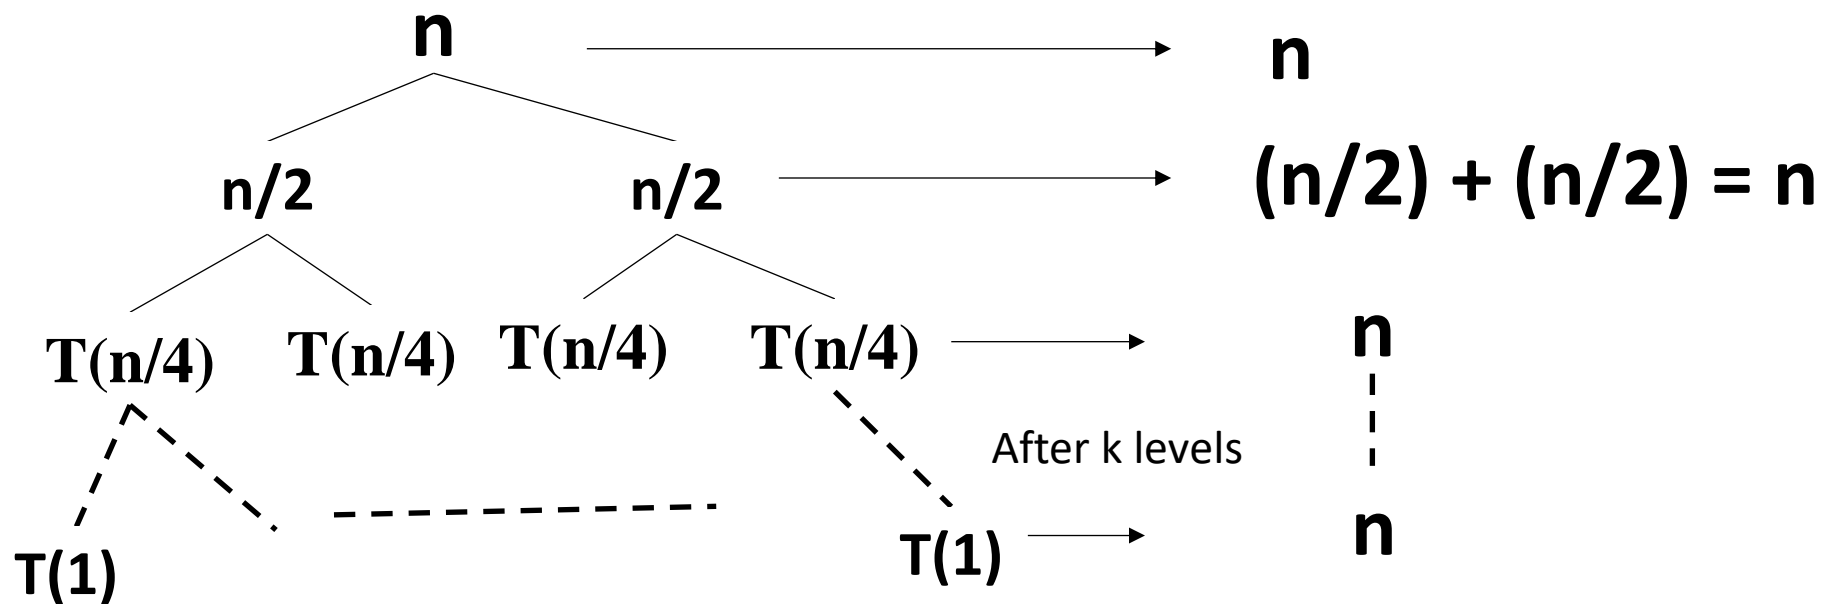 n n
n/2 n/2 (n/2) + (n/2) = n
T(n/4) T(n/4) T(n/4) T(n/4) n
After k levels
T(1) T(1) n